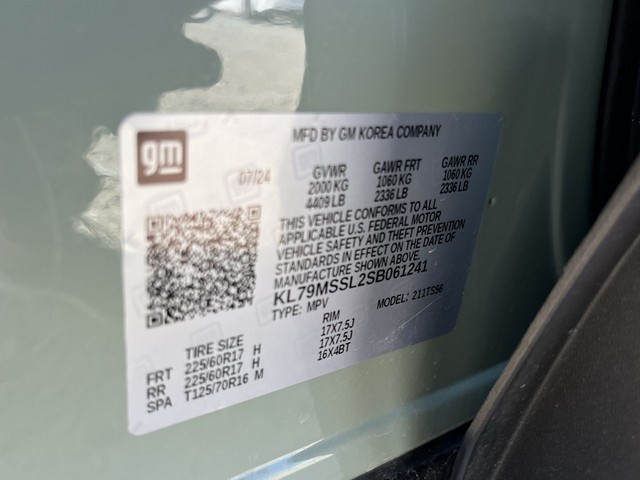 MFD BY GM KOREA COMPANY
gm
07/24
GVWR GAWR FRT GAWR RR
2000 KG 1060 KG 1060 KG
4409 LB 2336 LB 2336 LB
THIS VEHICLE CONFORMS TO ALL
APPLICABLE U.S. FEDERAL MOTOR
VEHICLE SAFETY AND THEFT PREVENTION
STANDARDS IN EFFECT ON THE DATE OF
MANUFACTURE SHOWN ABOVE.
KL79MSSL2SB061241
TYPE: MPV MODEL: 211TS56
TIRE SIZE RIM
FRT 225/60R17 H 17X7.5J
RR 225/60R17 H 17X7.5J
SPA T125/70R16 M 16X4BT